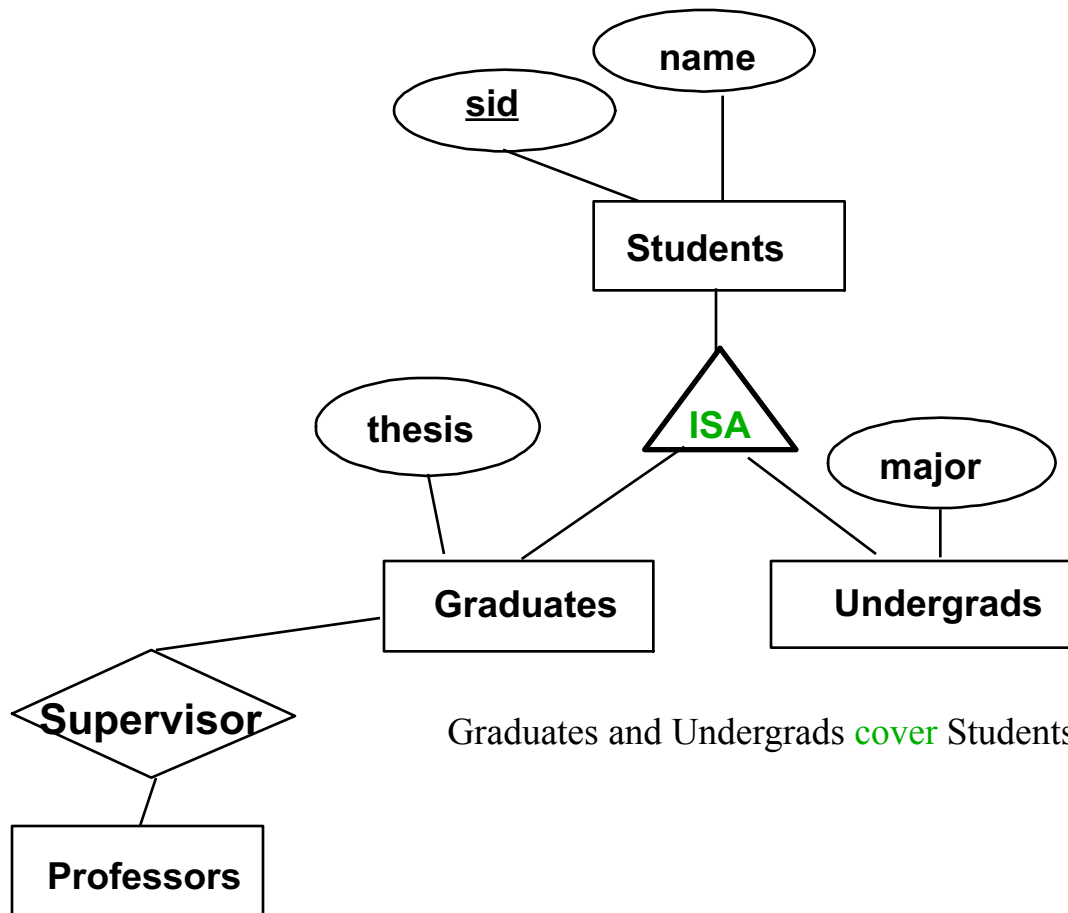 name
sid
Students
ISA
thesis
major
Graduates
Undergrads
Supervisor
Graduates and Undergrads cover Students
Professors